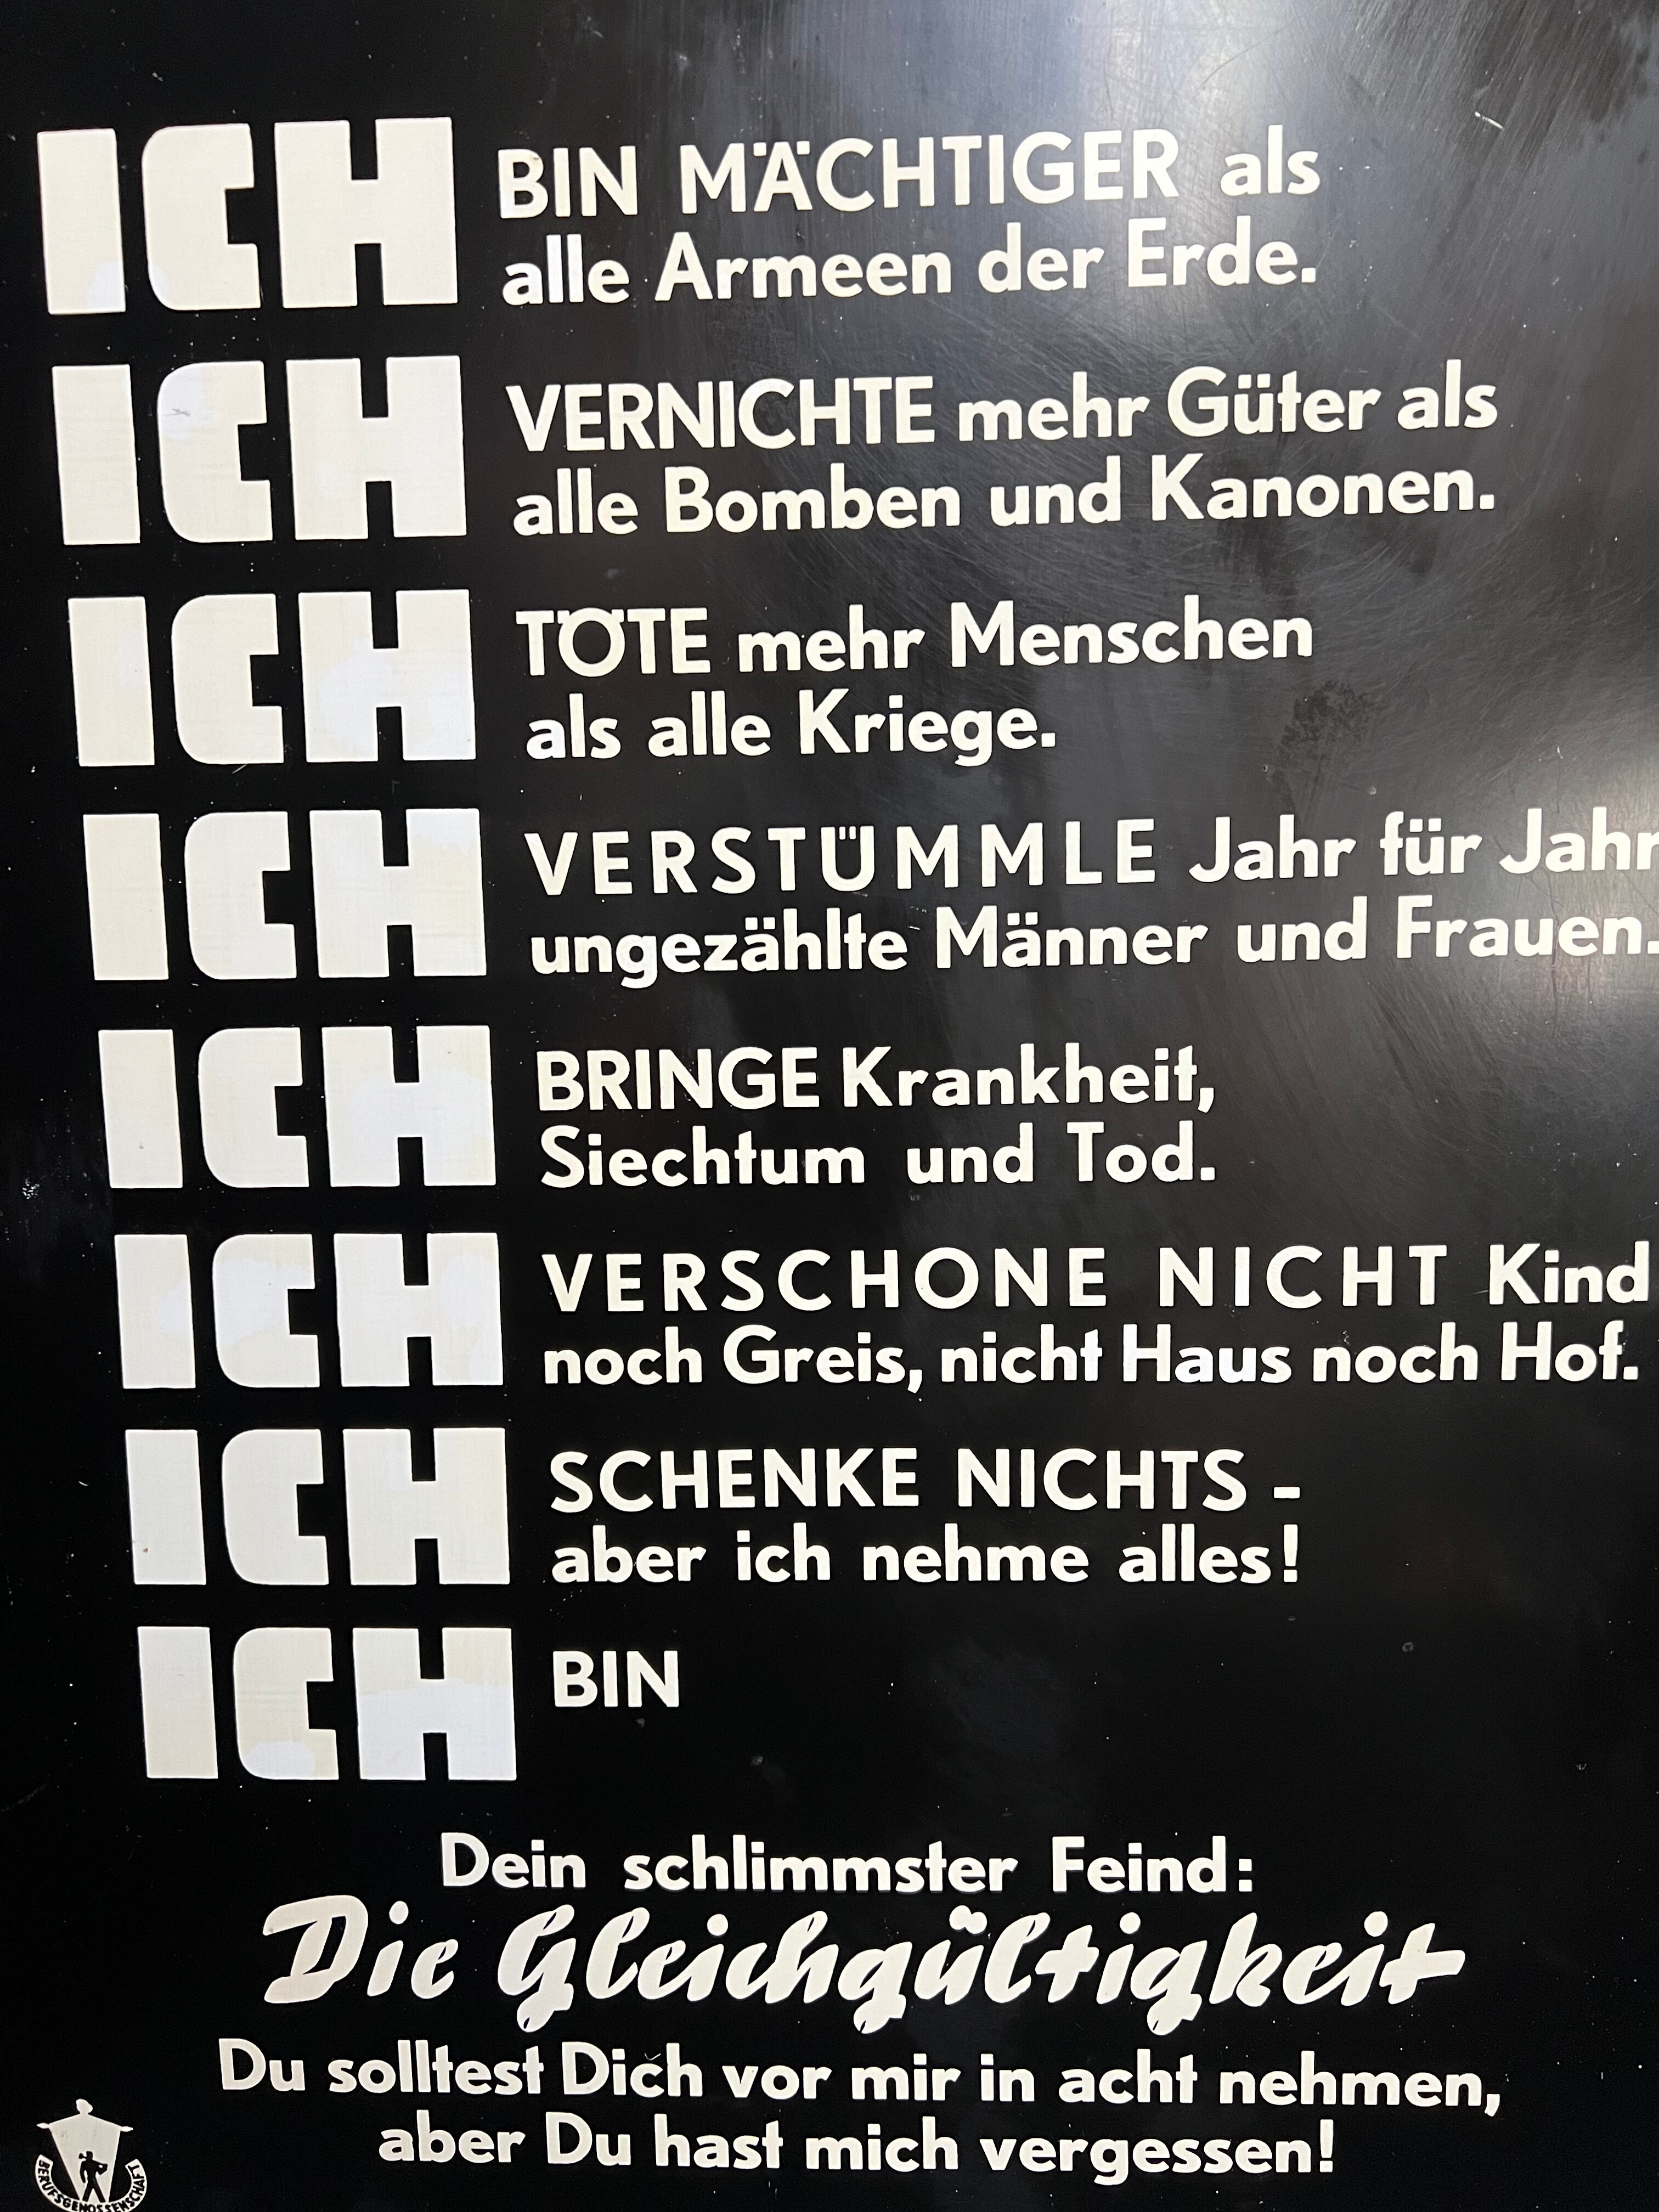 ICH BIN MÄCHTIGER als
alle Armeen der Erde.
ICH VERNICHTE mehr Güter als
alle Bomben und Kanonen.
ICH TÖTE mehr Menschen
als alle Kriege.
ICH VERSTÜMMLE Jahr für Jahr
ungezählte Männer und Frauen.
ICH BRINGE Krankheit,
Siechtum und Tod.
ICH VERSCHONE NICHT Kind
noch Greis, nicht Haus noch Hof.
ICH SCHENKE NICHTS -
aber ich nehme alles!
ICH BIN
Dein schlimmster Feind:
Die Gleichgültigkeit
Du solltest Dich vor mir in acht nehmen,
aber Du hast mich vergessen!
BERUFSGENOSSENSCHAFT